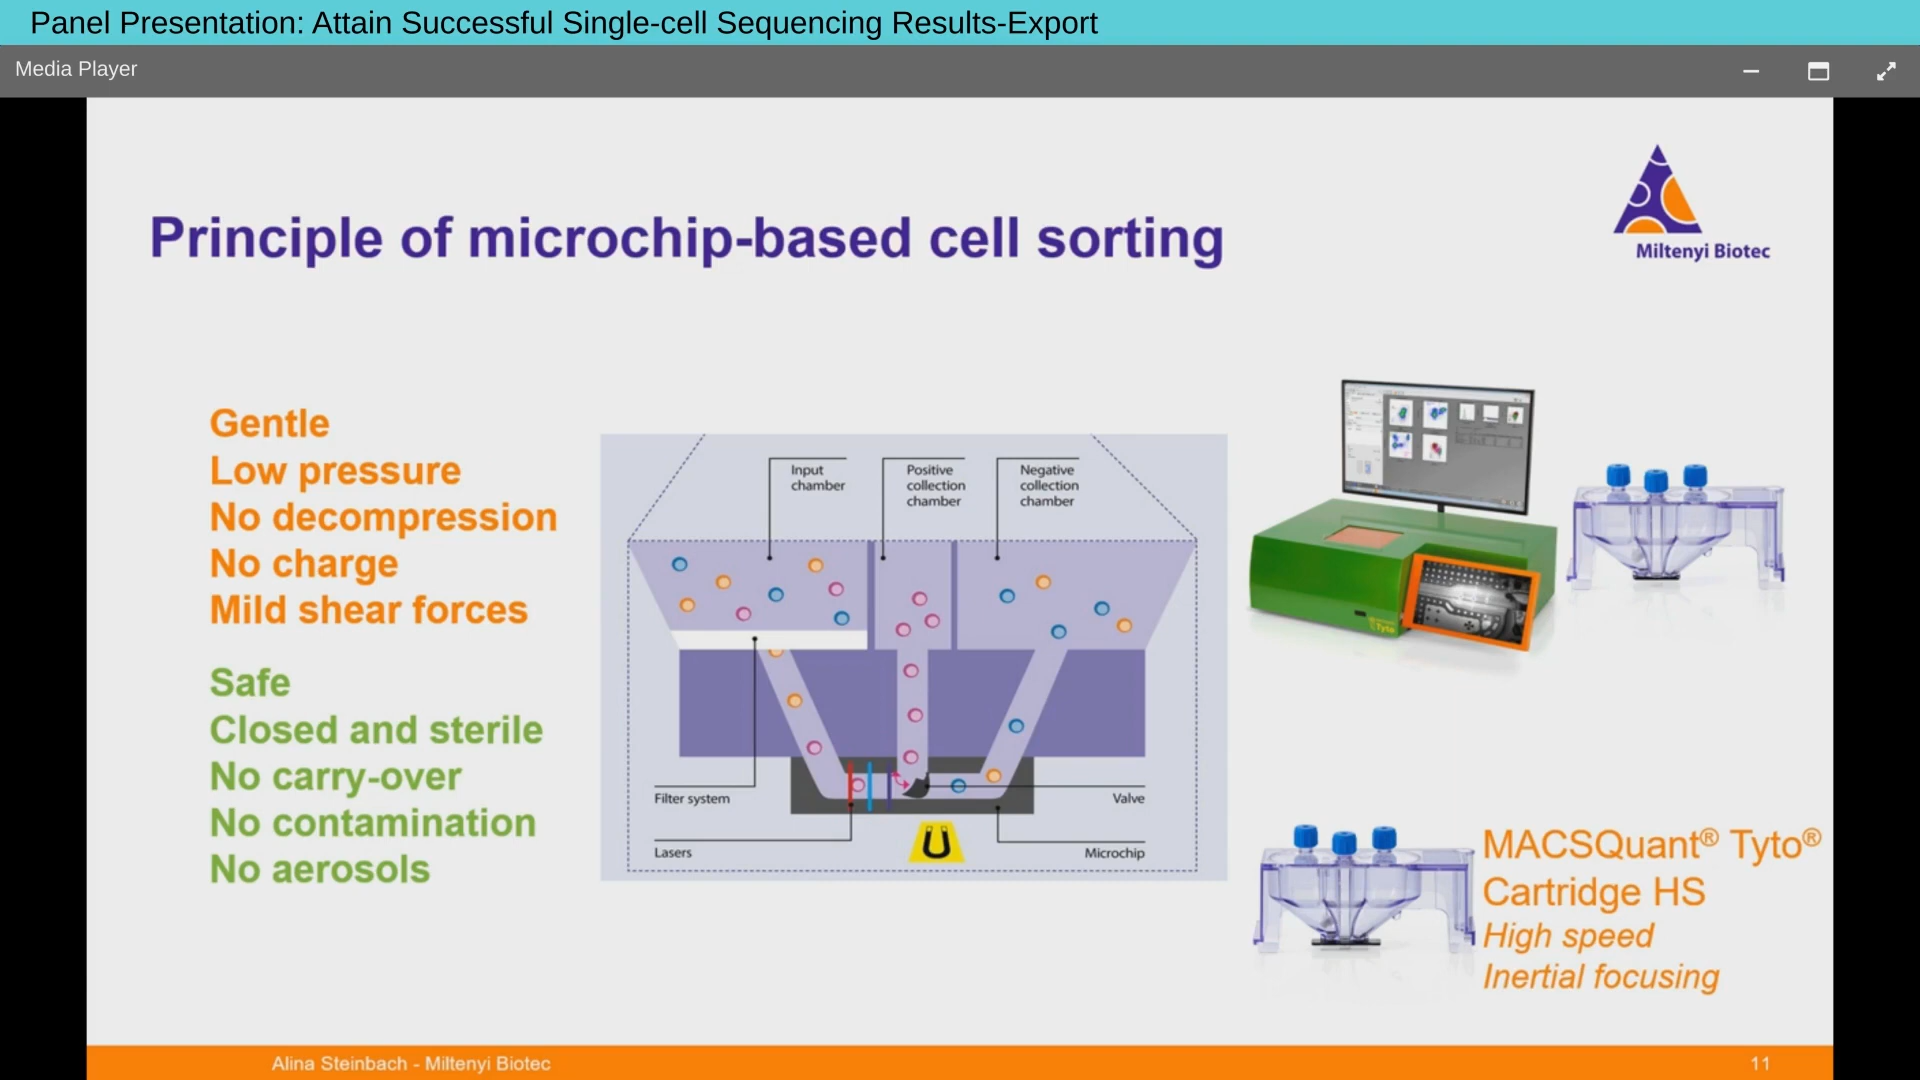 Panel Presentation: Attain Successful Single-cell Sequencing Results-Export
Media Player
Miltenyi Biotec
Principle of microchip-based cell sorting
Gentle
Low pressure
No decompression
No charge
Mild shear forces
Safe
Closed and sterile
No carry-over
No contamination
No aerosols
Input
chamber
Positive
collection
chamber
Negative
collection
chamber
Filter system
Valve
Lasers
Microchip
Tyto
MACSQuant® Tyto®
Cartridge HS
High speed
Inertial focusing
Alina Steinbach - Miltenyi Biotec
11